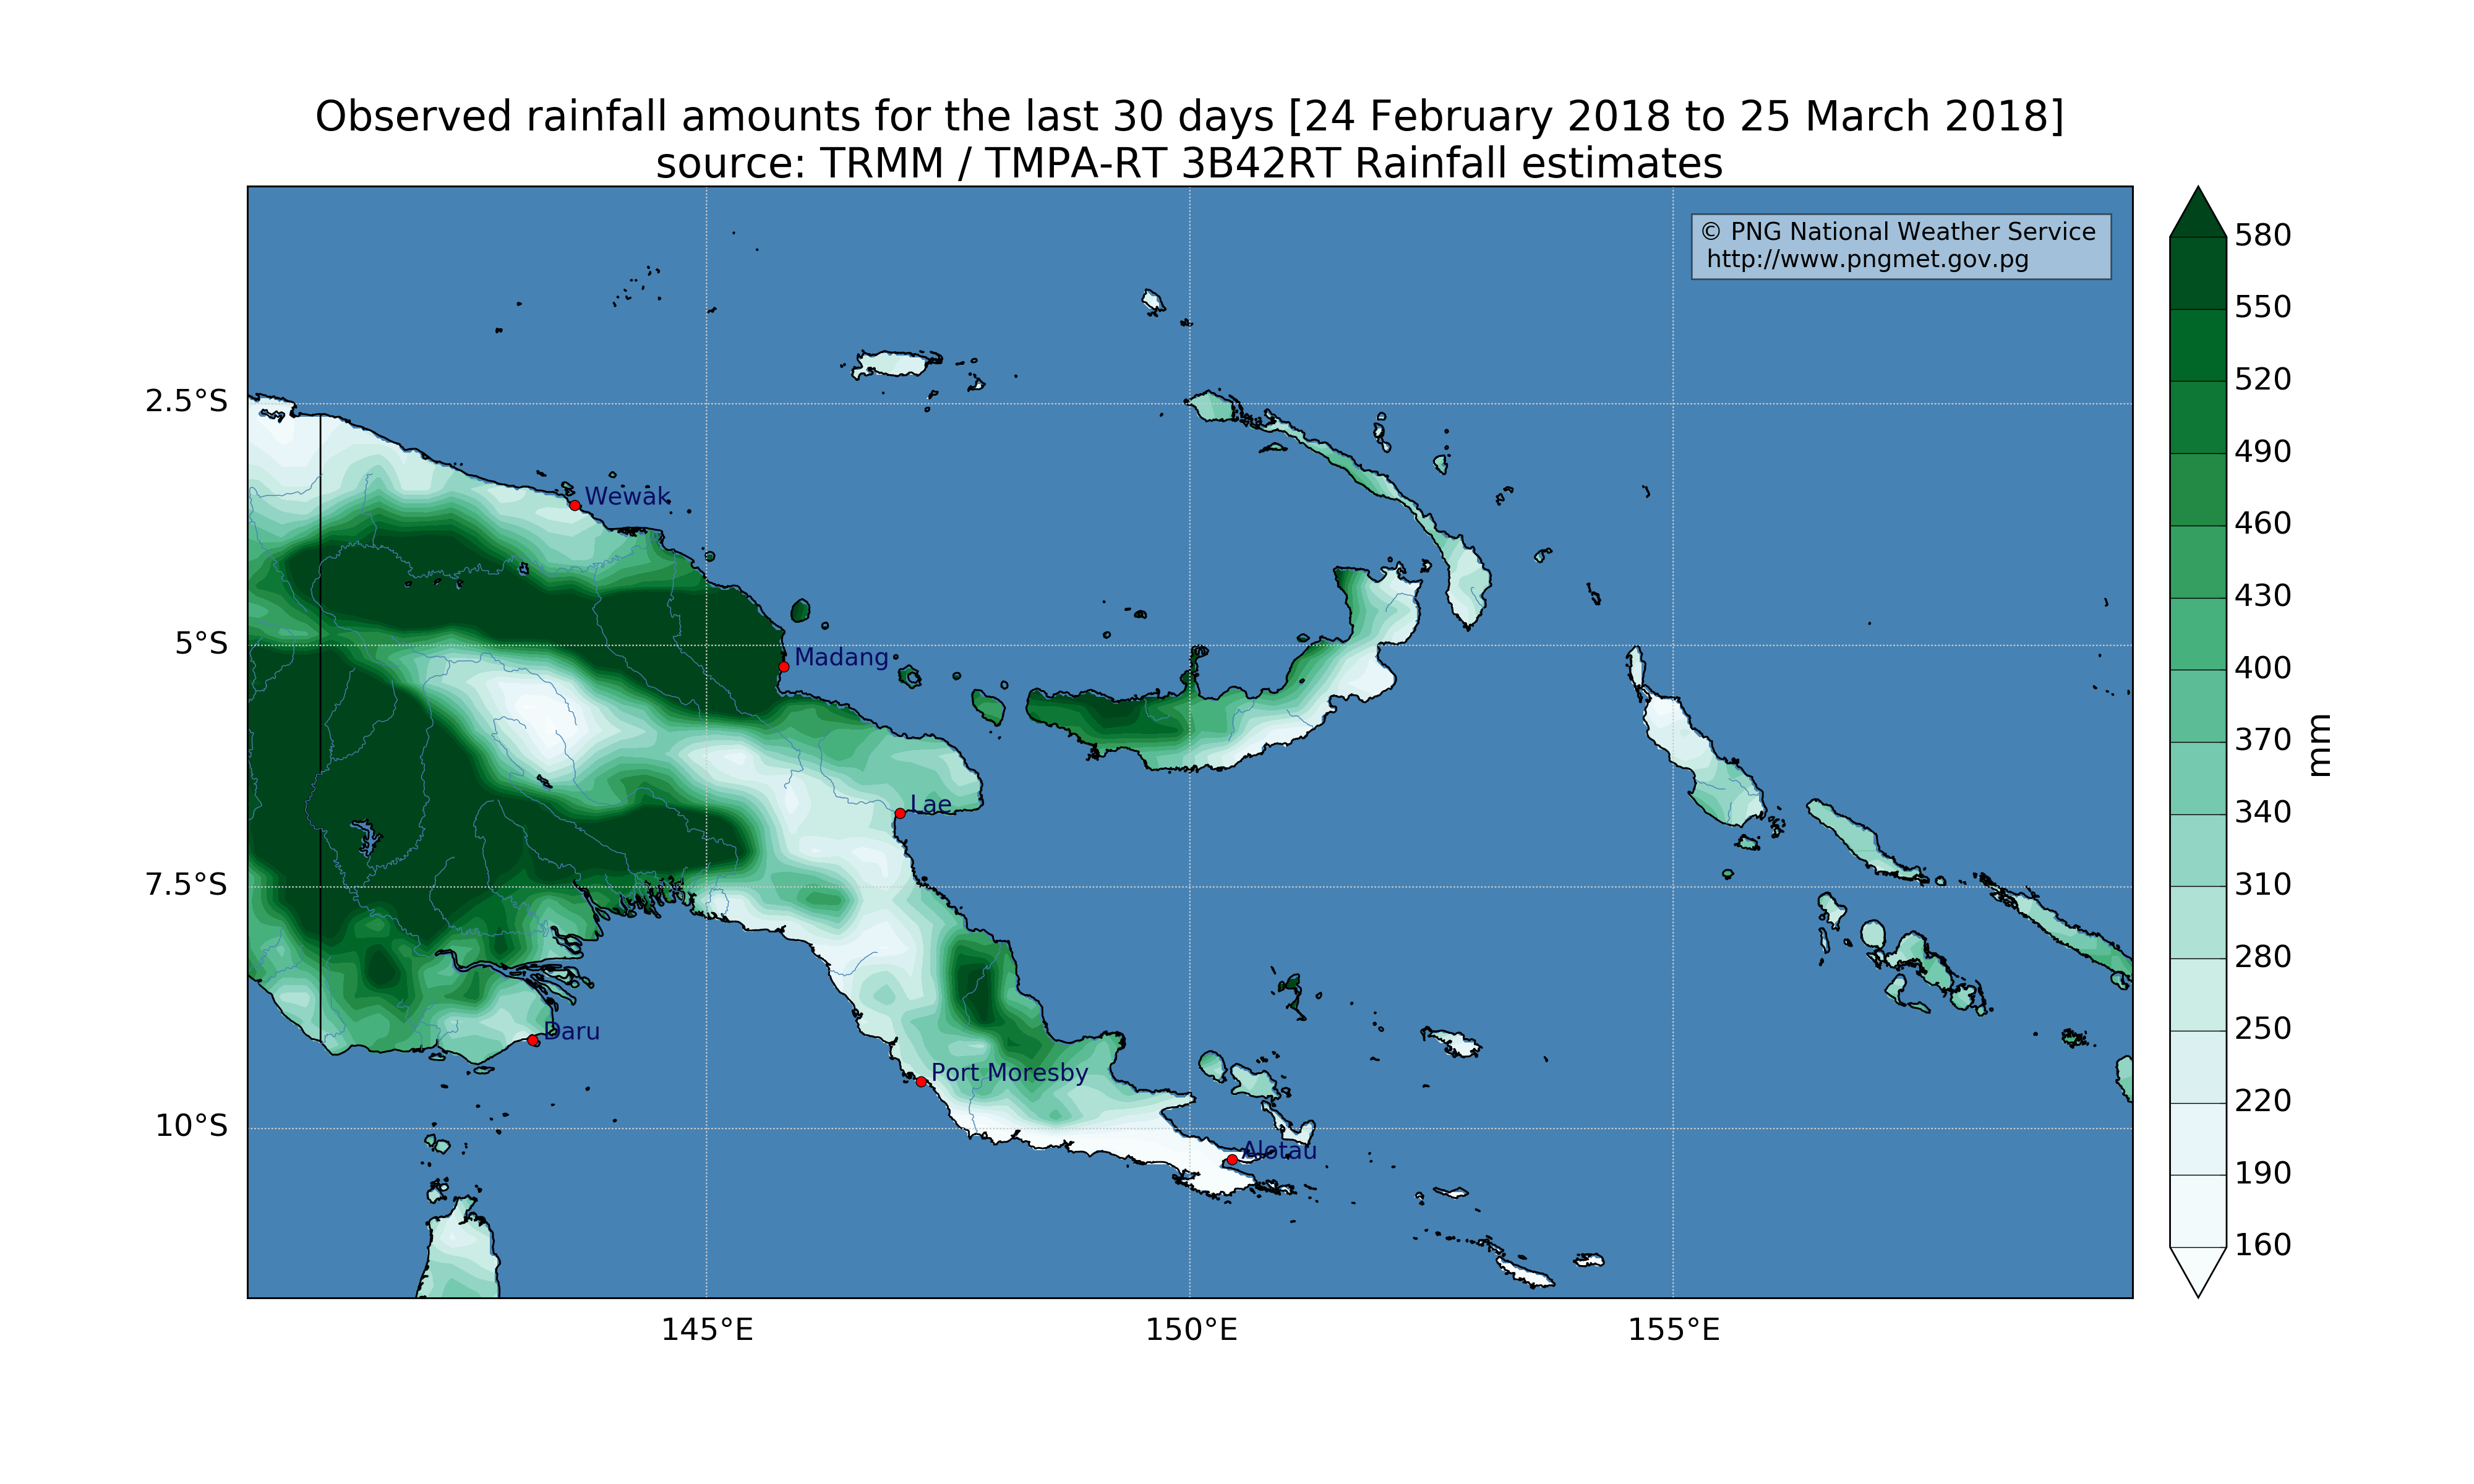 Observed rainfall amounts for the last 30 days [24 February 2018 to 25 March 2018]
source: TRMM / TMPA-RT 3B42RT Rainfall estimates
© PNG National Weather Service
http://www.pngmet.gov.pg
580
550
520
490
460
430
400
370
340
310
280
250
220
190
160
mm
2.5°S
5°S
7.5°S
10°S
Wewak
Madang
Lae
Daru
Port Moresby
Alotau
145°E
150°E
155°E